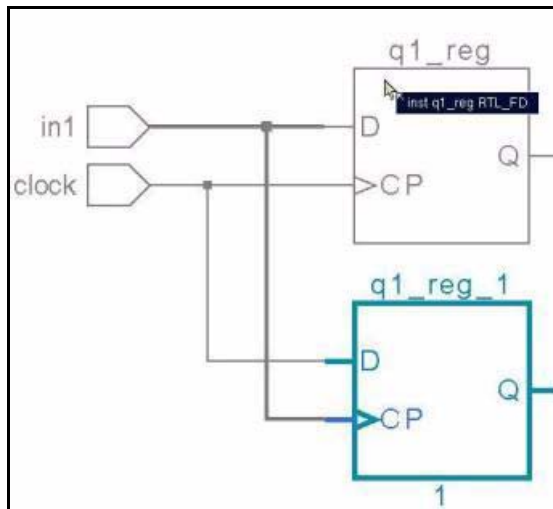 q1_reg
inst q1_reg RTL_FD
in1
D
Q
clock
CP
q1_reg_1
D
Q
CP
1